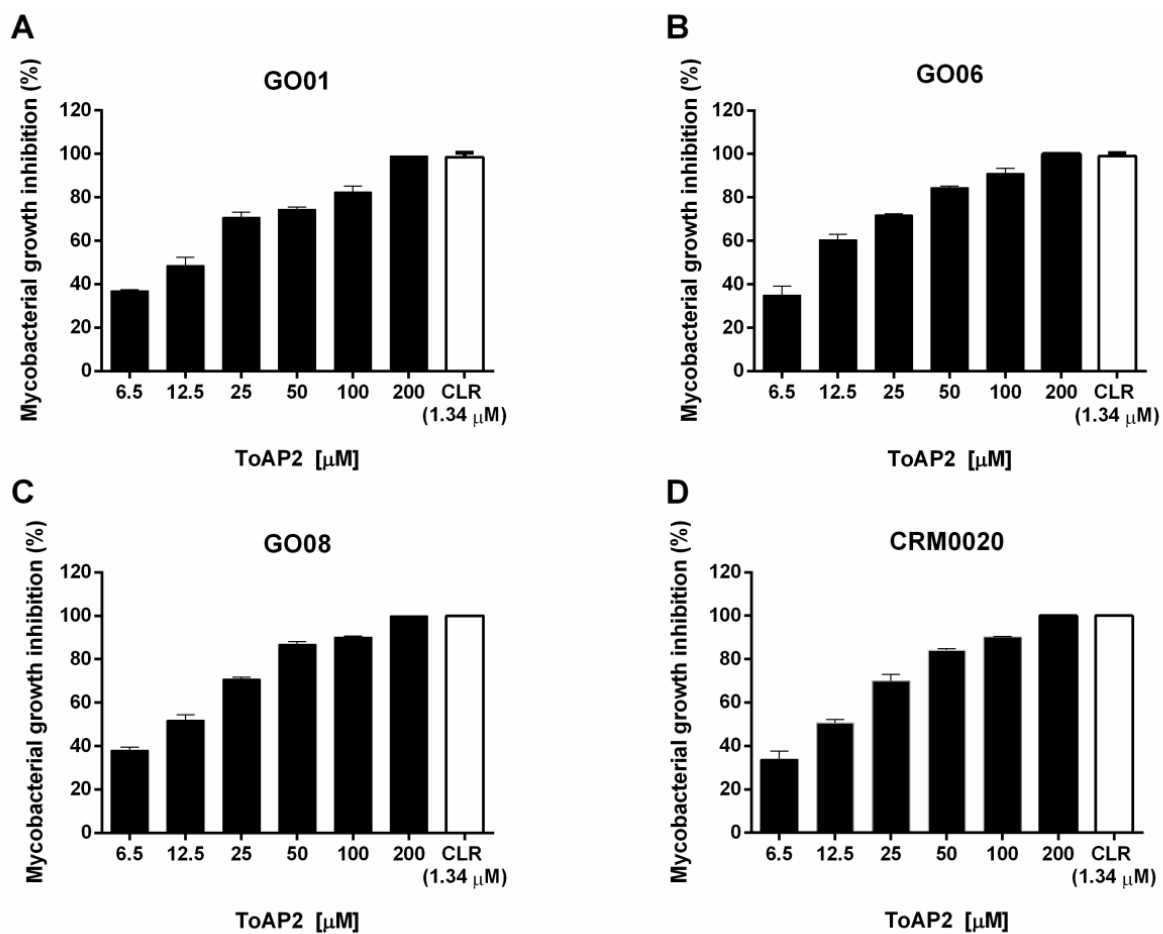 A
GO01
Mycobacterial growth inhibition (%)
120
100
80
60
40
20
0
6.5 12.5 25 50 100 200 CLR
(1.34 μM)
ToAP2 [μM]
B
GO06
Mycobacterial growth inhibition (%)
120
100
80
60
40
20
0
6.5 12.5 25 50 100 200 CLR
(1.34 μM)
ToAP2 [μM]
C
GO08
Mycobacterial growth inhibition (%)
120
100
80
60
40
20
0
6.5 12.5 25 50 100 200 CLR
(1.34 μM)
ToAP2 [μM]
D
CRM0020
Mycobacterial growth inhibition (%)
120
100
80
60
40
20
0
6.5 12.5 25 50 100 200 CLR
(1.34 μM)
ToAP2 [μM]